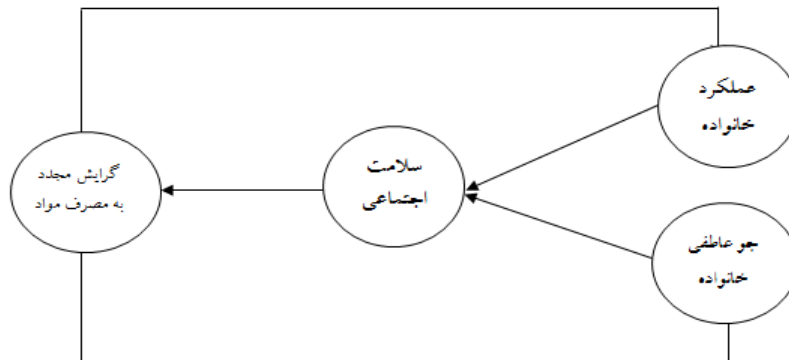 عملکرد
خانواده
سلامت
اجتماعی
گرایش مجدد
به مصرف مواد
جو عاطفی
خانواده